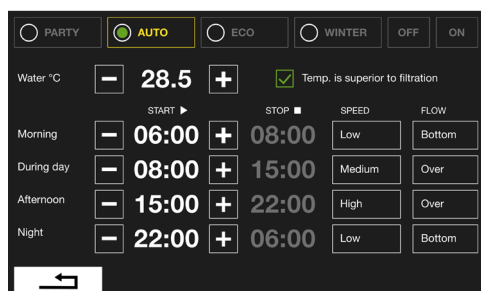 PARTY AUTO ECO WINTER OFF ON
Water °C − 28.5 + Temp. is superior to filtration
START ▶ STOP ■ SPEED FLOW
Morning − 06:00 + 08:00 Low Bottom
During day − 08:00 + 15:00 Medium Over
Afternoon − 15:00 + 22:00 High Over
Night − 22:00 + 06:00 Low Bottom